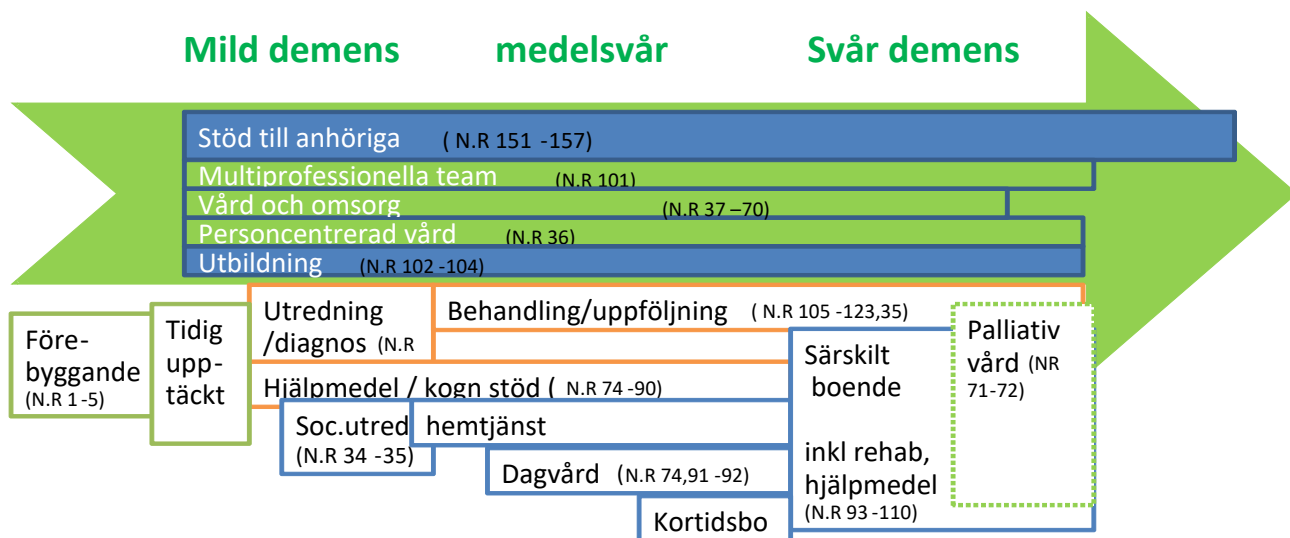 Mild demens medelsvår Svår demens
Stöd till anhöriga ( N.R 151 -157)
Multiprofessionella team (N.R 101)
Vård och omsorg (N.R 37 –70)
Personcentrerad vård (N.R 36)
Utbildning (N.R 102 -104)
Före-
byggande
(N.R 1 -5)
Tidig
upp-
täckt
Utredning
/diagnos (N.R
Behandling/uppföljning ( N.R 105 -123,35)
Hjälpmedel / kogn stöd ( N.R 74 -90)
Soc.utred
(N.R 34 -35)
hemtjänst
Dagvård (N.R 74,91 -92)
Kortidsbo
Särskilt
boende
inkl rehab,
hjälpmedel
(N.R 93 -110)
Palliativ
vård (NR
71-72)